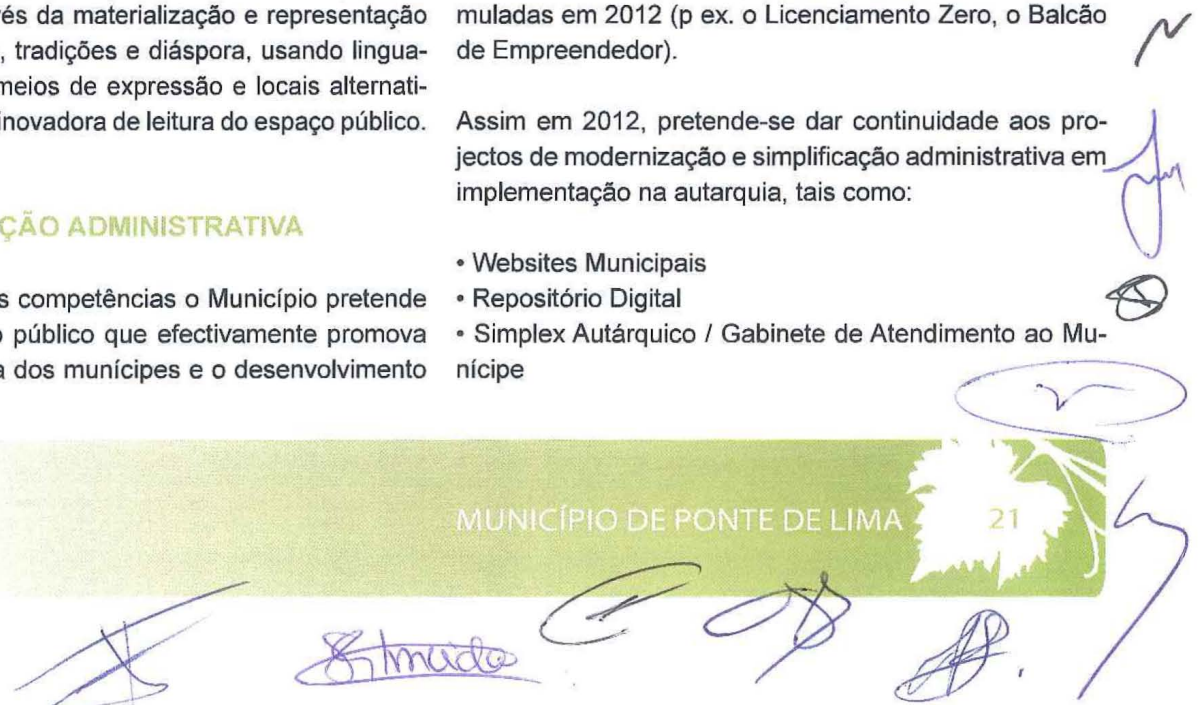 és da materialização e representação
, tradições e diáspora, usando lingua-
meios de expressão e locais alternati-
inovadora de leitura do espaço público.
ÇÃO ADMINISTRATIVA
s competências o Município pretende
o público que efectivamente promova
a dos munícipes e o desenvolvimento
muladas em 2012 (p ex. o Licenciamento Zero, o Balcão
de Empreendedor).
Assim em 2012, pretende-se dar continuidade aos pro-
jectos de modernização e simplificação administrativa em
implementação na autarquia, tais como:
• Websites Municipais
• Repositório Digital
• Simplex Autárquico / Gabinete de Atendimento ao Mu-
nícipe
MUNICÍPIO DE PONTE DE LIMA 21